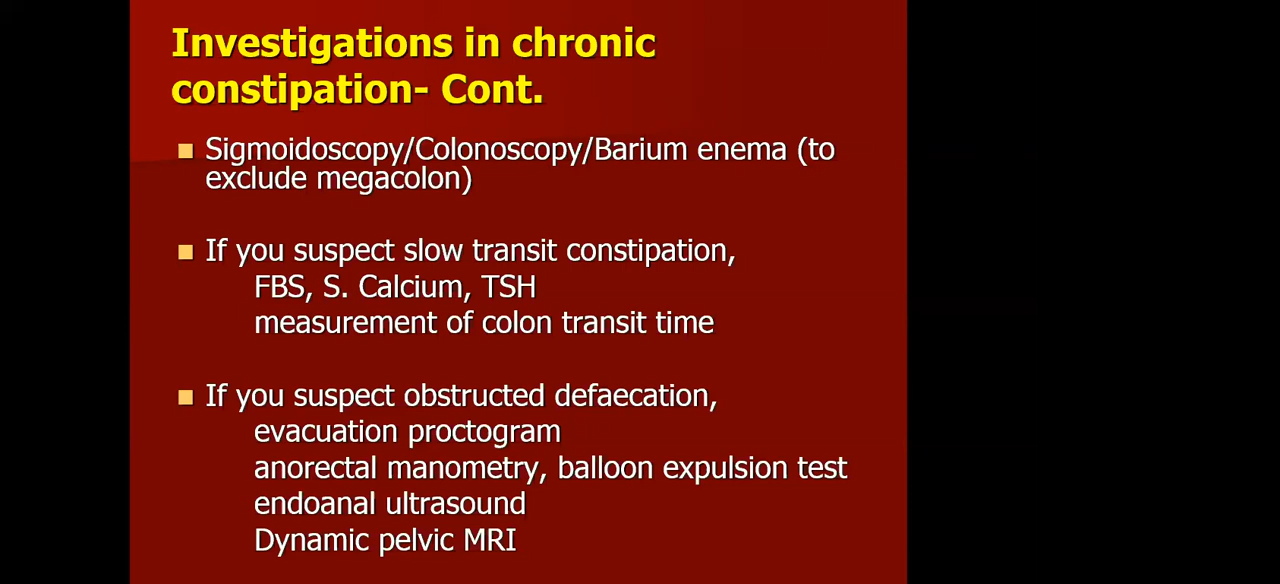 Investigations in chronic
constipation- Cont.
Sigmoidoscopy/Colonoscopy/Barium enema (to
exclude megacolon)
If you suspect slow transit constipation,
FBS, S. Calcium, TSH
measurement of colon transit time
If you suspect obstructed defaecation,
evacuation proctogram
anorectal manometry, balloon expulsion test
endoanal ultrasound
Dynamic pelvic MRI